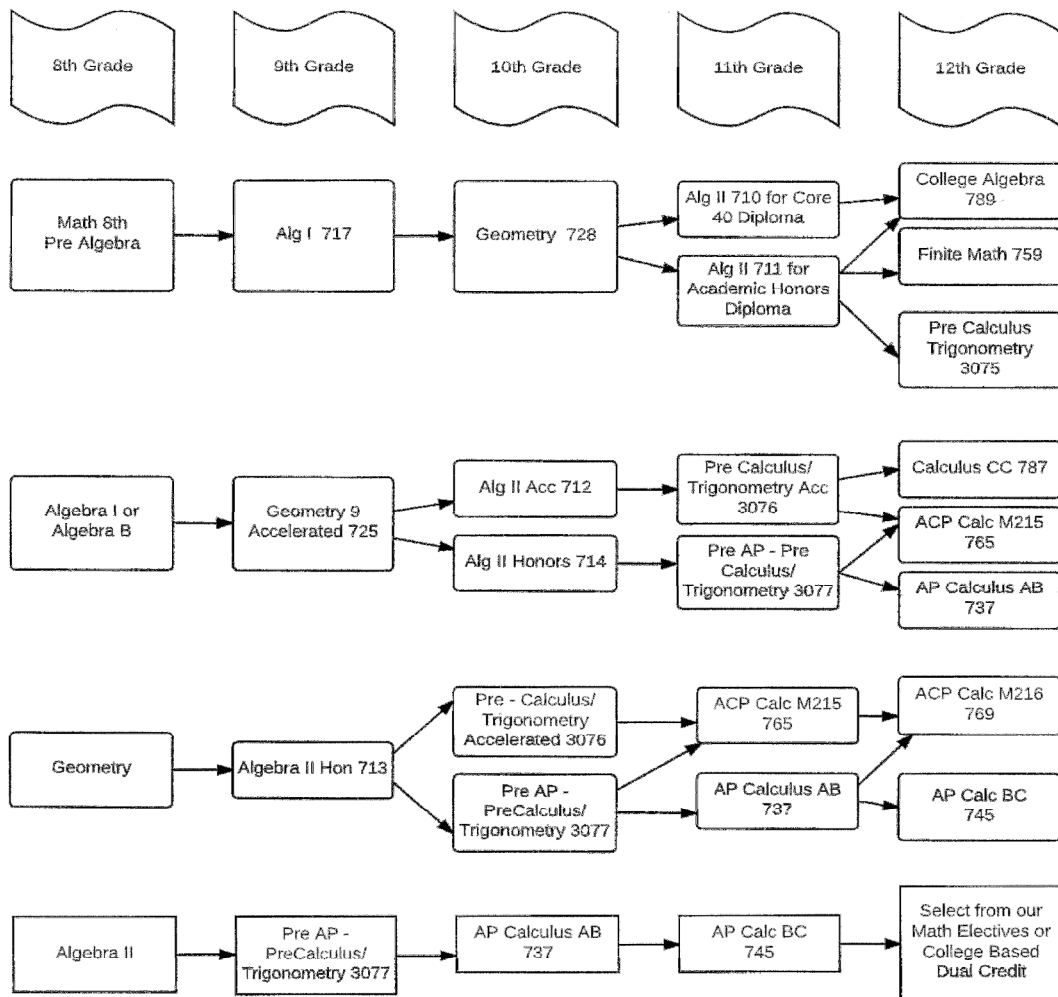 8th Grade
9th Grade
10th Grade
11th Grade
12th Grade
Math 8th
Pre Algebra
Alg I 717
Geometry 728
Alg II 710 for Core
40 Diploma
Alg II 711 for
Academic Honors
Diploma
College Algebra
789
Finite Math 759
Pre Calculus
Trigonometry
3075
Algebra I or
Algebra B
Geometry 9
Accelerated 725
Alg II Acc 712
Alg II Honors 714
Pre Calculus/
Trigonometry Acc
3076
Pre AP - Pre
Calculus/
Trigonometry 3077
Calculus CC 787
ACP Calc M215
765
AP Calculus AB
737
Geometry
Algebra II Hon 713
Pre - Calculus/
Trigonometry
Accelerated 3076
Pre AP -
PreCalculus/
Trigonometry 3077
ACP Calc M215
765
AP Calculus AB
737
ACP Calc M216
769
AP Calc BC
745
Algebra II
Pre AP -
PreCalculus/
Trigonometry 3077
AP Calculus AB
737
AP Calc BC
745
Select from our
Math Electives or
College Based
Dual Credit